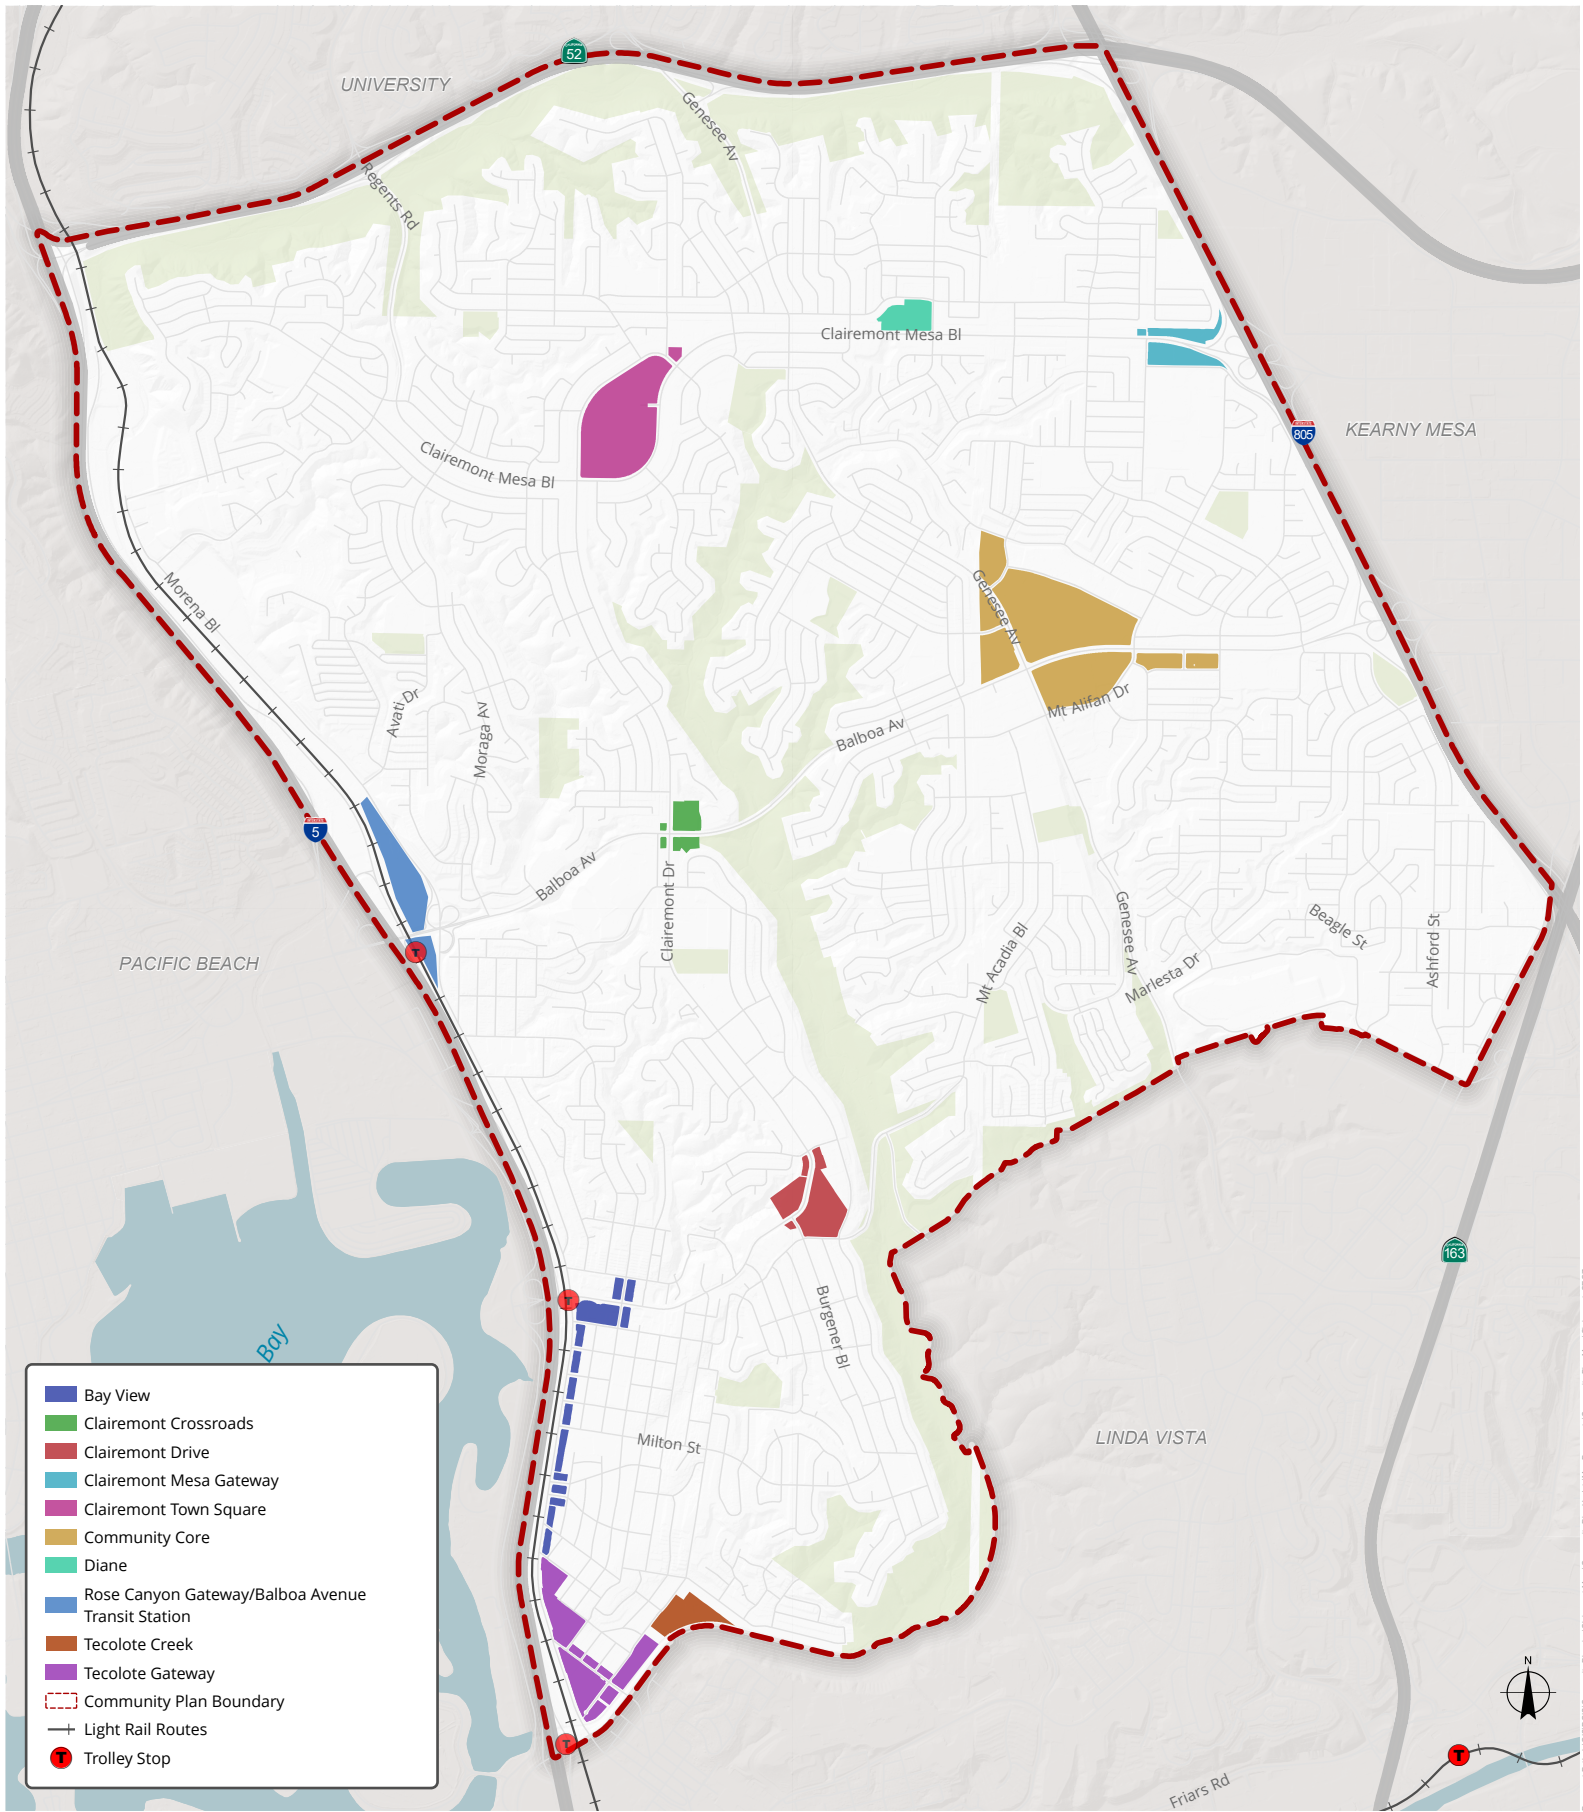 52
UNIVERSITY
Genesee Av
Regents Rd
Clairemont Mesa Bl
805
KEARNY MESA
Clairemont Mesa Bl
Genesee Av
Morena Bl
Avati Dr
Moraga Av
Mt Alifan Dr
Balboa Av
5
Balboa Av
Clairemont Dr
Genesee Av
Beagle St
Ashford St
Mt Acadia Bl
Marlesta Dr
PACIFIC BEACH
T
163
T
Burgener Bl
Bay
Milton St
LINDA VISTA
Bay View
Clairemont Crossroads
Clairemont Drive
Clairemont Mesa Gateway
Clairemont Town Square
Community Core
Diane
Rose Canyon Gateway/Balboa Avenue
Transit Station
Tecolote Creek
Tecolote Gateway
Community Plan Boundary
Light Rail Routes
T Trolley Stop
T
N
T
Friars Rd